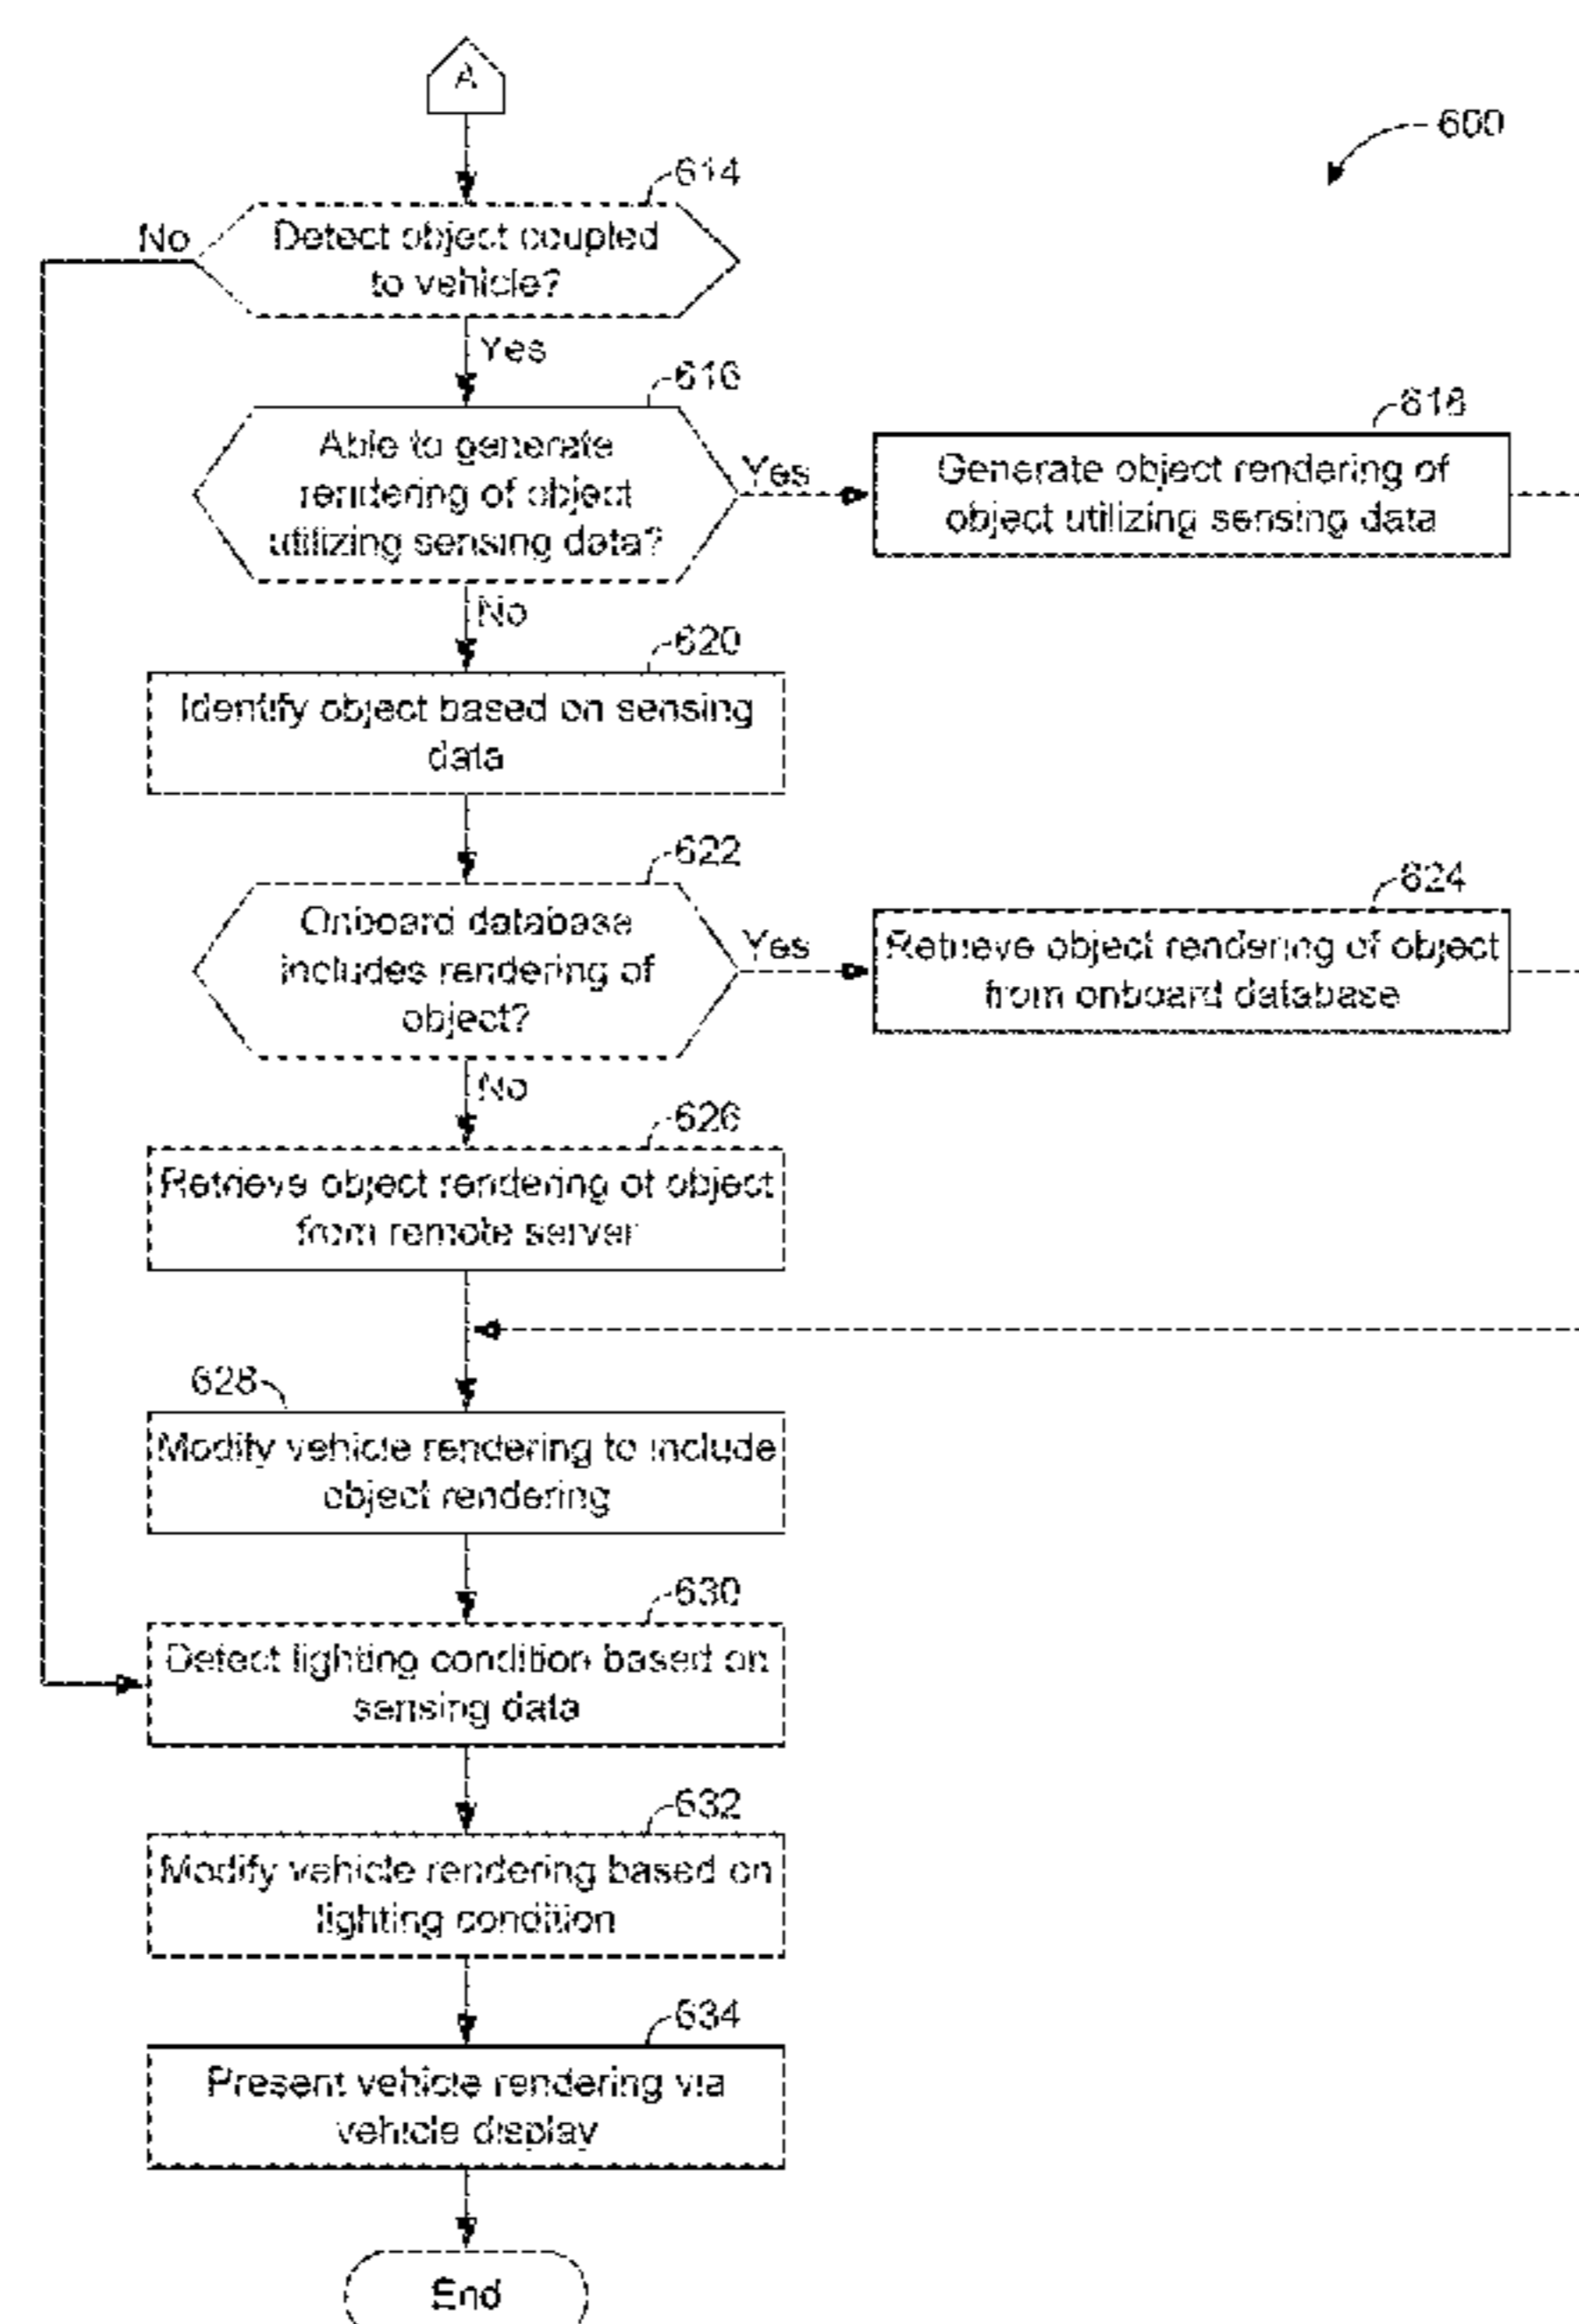 A
600
614
Detect object coupled
to vehicle?
No
Yes
616
Able to generate
rendering of object
utilizing sensing data?
Yes
618
Generate object rendering of
object utilizing sensing data
No
620
Identify object based on sensing
data
622
Onboard database
includes rendering of
object?
Yes
624
Retrieve object rendering of object
from onboard database
No
626
Retrieve object rendering of object
from remote server
628
Modify vehicle rendering to include
object rendering
630
Detect lighting condition based on
sensing data
632
Modify vehicle rendering based on
lighting condition
634
Present vehicle rendering via
vehicle display
End